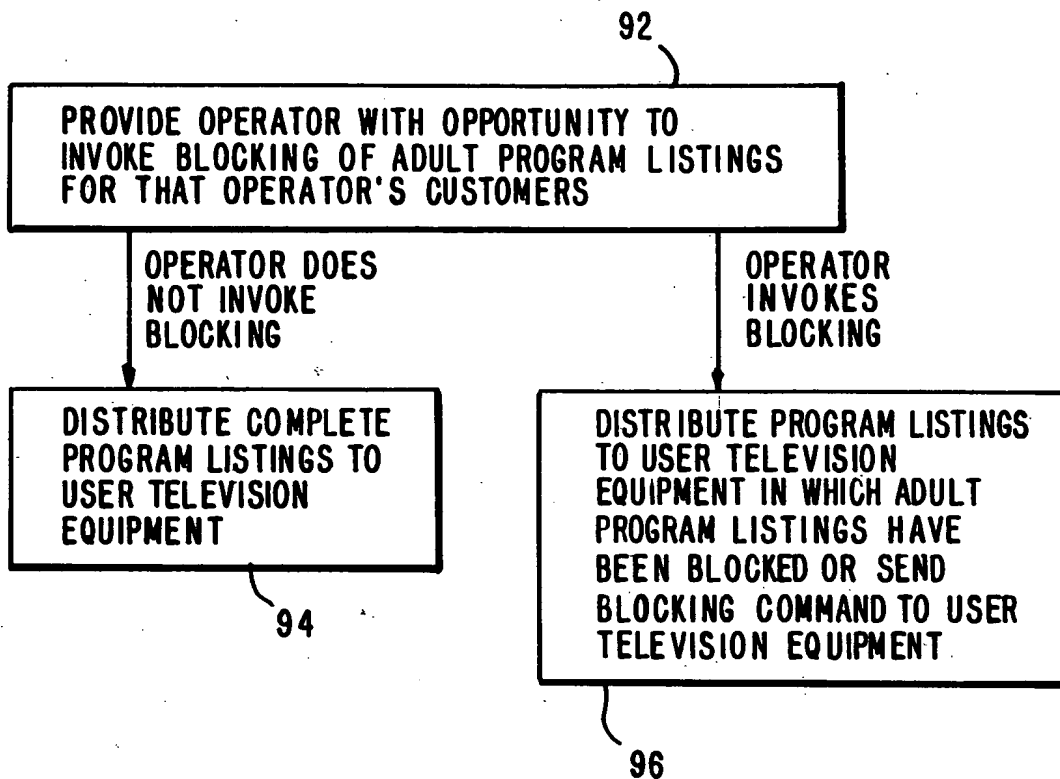 92
PROVIDE OPERATOR WITH OPPORTUNITY TO
INVOKE BLOCKING OF ADULT PROGRAM LISTINGS
FOR THAT OPERATOR'S CUSTOMERS
OPERATOR DOES
NOT INVOKE
BLOCKING
OPERATOR
INVOKES
BLOCKING
DISTRIBUTE COMPLETE
PROGRAM LISTINGS TO
USER TELEVISION
EQUIPMENT
94
DISTRIBUTE PROGRAM LISTINGS
TO USER TELEVISION
EQUIPMENT IN WHICH ADULT
PROGRAM LISTINGS HAVE
BEEN BLOCKED OR SEND
BLOCKING COMMAND TO USER
TELEVISION EQUIPMENT
96